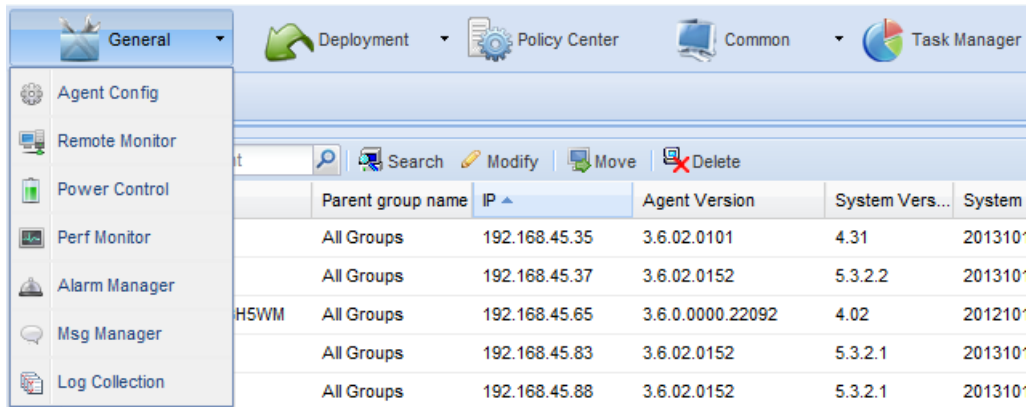 General Deployment Policy Center Common Task Manager
Agent Config
Remote Monitor
Search Modify Move Delete
Power Control
Parent group name IP Agent Version System Vers... System
Perf Monitor
All Groups 192.168.45.35 3.6.02.0101 4.31 2013101
Alarm Manager
All Groups 192.168.45.37 3.6.02.0152 5.3.2.2 2013101
H5WM All Groups 192.168.45.65 3.6.0.0000.22092 4.02 2012101
Msg Manager
All Groups 192.168.45.83 3.6.02.0152 5.3.2.1 2013101
Log Collection
All Groups 192.168.45.88 3.6.02.0152 5.3.2.1 2013101